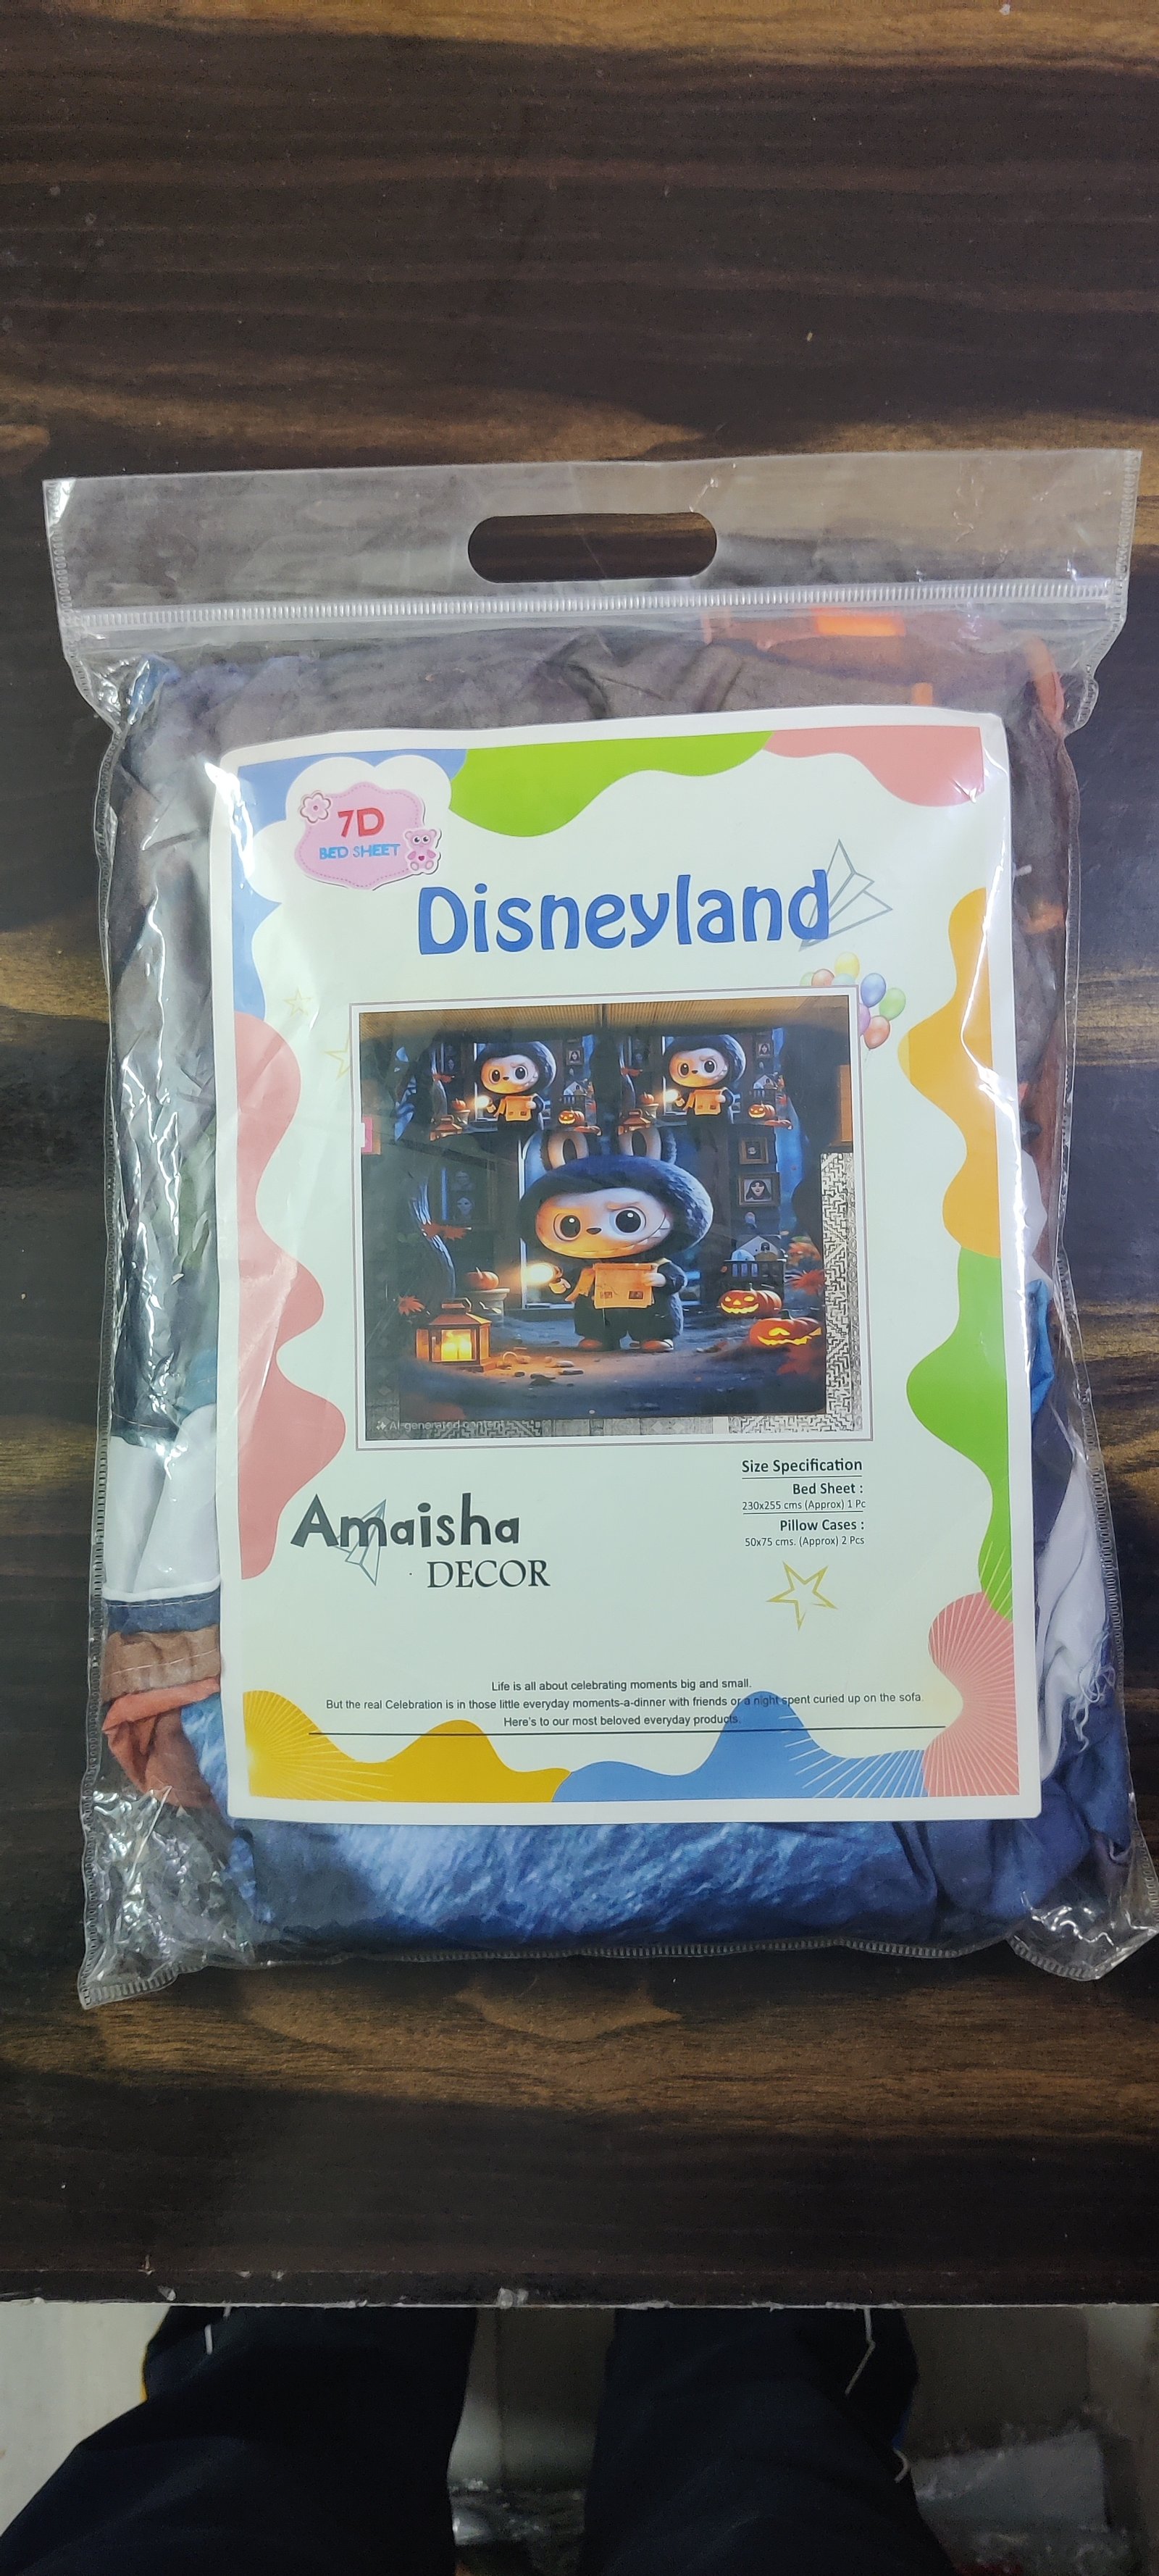 7D
BED SHEET
Disneyland
AI-generated content
Amaisha
DECOR
Size Specification
Bed Sheet :
230x255 cms (Approx) 1 Pc
Pillow Cases :
50x75 cms. (Approx) 2 Pcs
Life is all about celebrating moments big and small.
But the real Celebration is in those little everyday moments-a-dinner with friends or a night spent curied up on the sofa.
Here's to our most beloved everyday products.